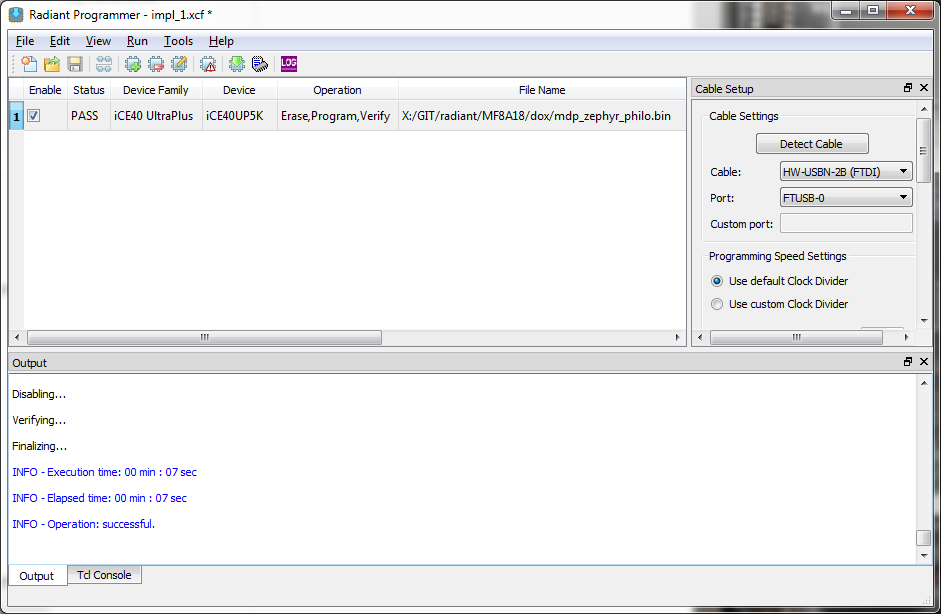 Radiant Programmer - impl_1.xcf *
File Edit View Run Tools Help
LOG
Enable Status Device Family Device Operation File Name
1 PASS iCE40 UltraPlus iCE40UP5K Erase,Program,Verify X:/GIT/radiant/MF8A18/dox/mdp_zephyr_philo.bin
Cable Setup
Cable Settings
Detect Cable
Cable: HW-USBN-2B (FTDI)
Port: FTUSB-0
Custom port:
Programming Speed Settings
Use default Clock Divider
Use custom Clock Divider
Output
Disabling...
Verifying...
Finalizing...
INFO - Execution time: 00 min : 07 sec
INFO - Elapsed time: 00 min : 07 sec
INFO - Operation: successful.
Output Tcl Console